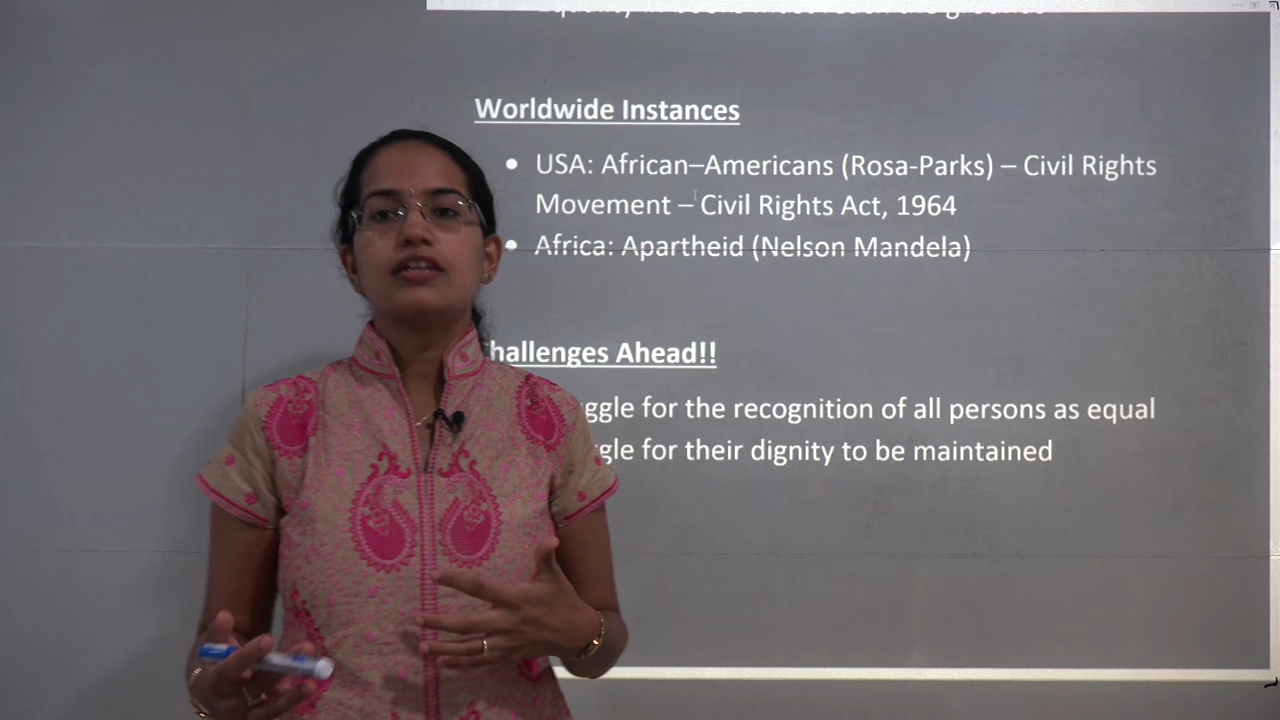 Worldwide Instances
• USA: African–Americans (Rosa-Parks) – Civil Rights
Movement – Civil Rights Act, 1964
• Africa: Apartheid (Nelson Mandela)
hallenges Ahead!!
ggle for the recognition of all persons as equal
gle for their dignity to be maintained